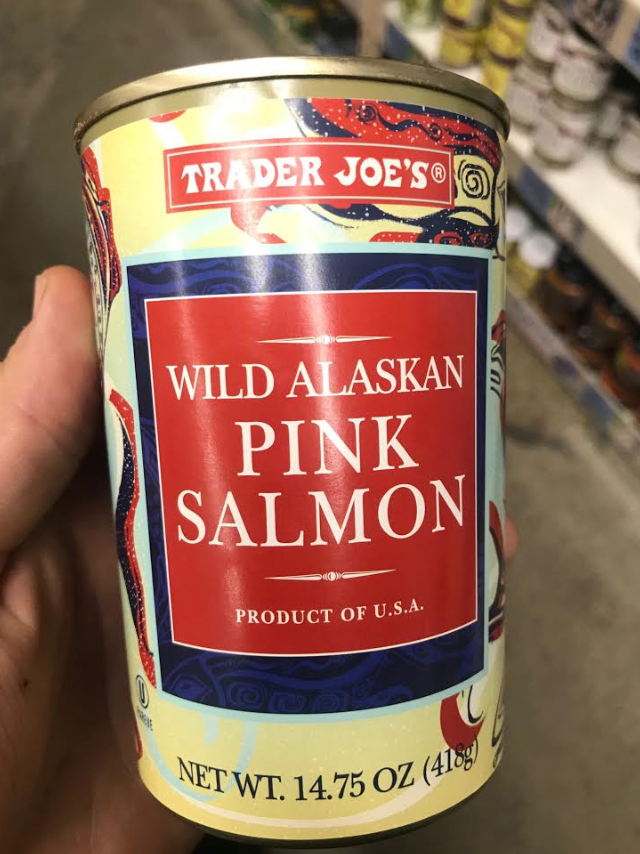 TRADER JOE'S®
WILD ALASKAN
PINK
SALMON
PRODUCT OF U.S.A.
U
NET WT. 14.75 OZ (418g)